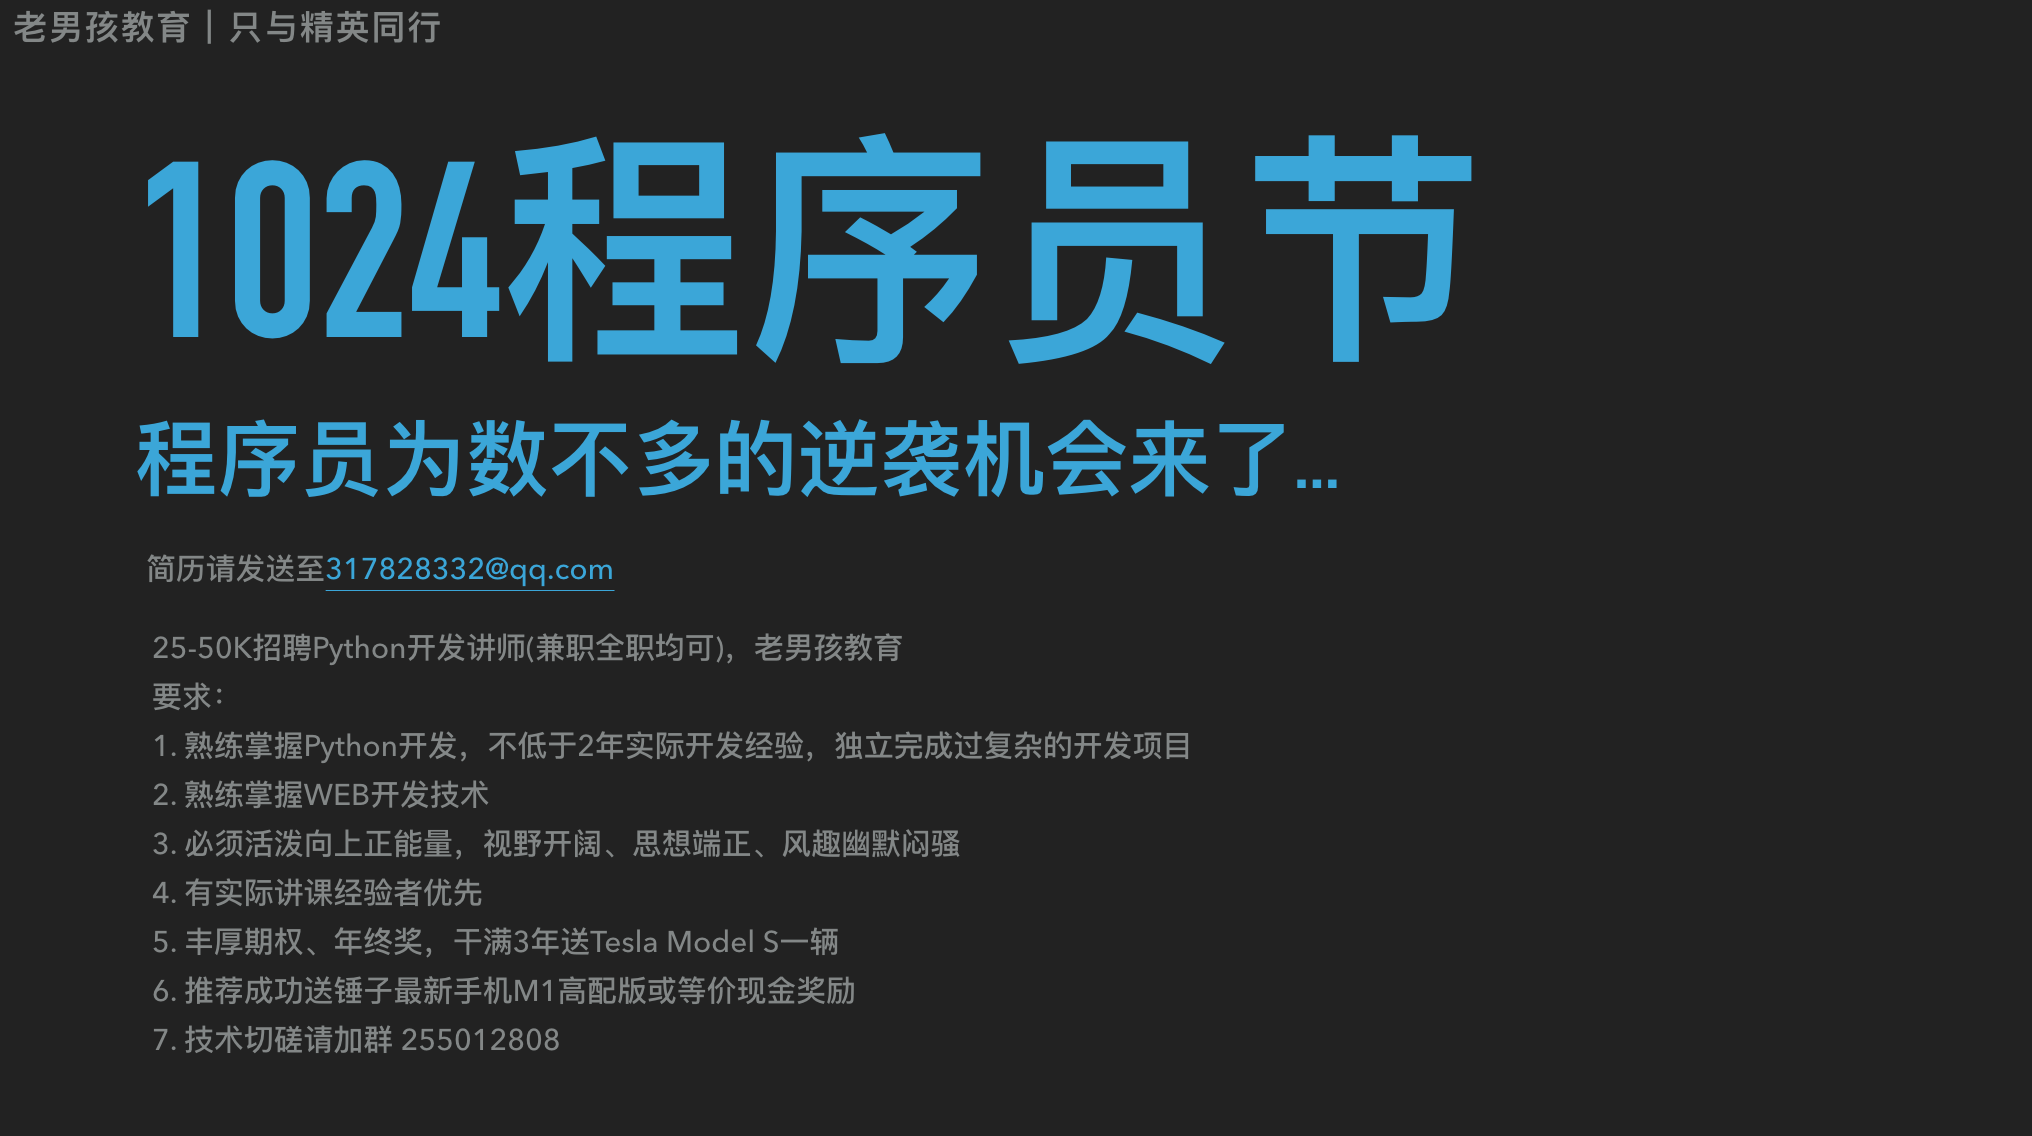 老男孩教育｜只与精英同行
1024程序员节
程序员为数不多的逆袭机会来了...
简历请发送至317828332@qq.com
25-50K招聘Python开发讲师(兼职全职均可)，老男孩教育
要求：
1. 熟练掌握Python开发，不低于2年实际开发经验，独立完成过复杂的开发项目
2. 熟练掌握WEB开发技术
3. 必须活泼向上正能量，视野开阔、思想端正、风趣幽默闷骚
4. 有实际讲课经验者优先
5. 丰厚期权、年终奖，干满3年送Tesla Model S一辆
6. 推荐成功送锤子最新手机M1高配版或等价现金奖励
7. 技术切磋请加群 255012808